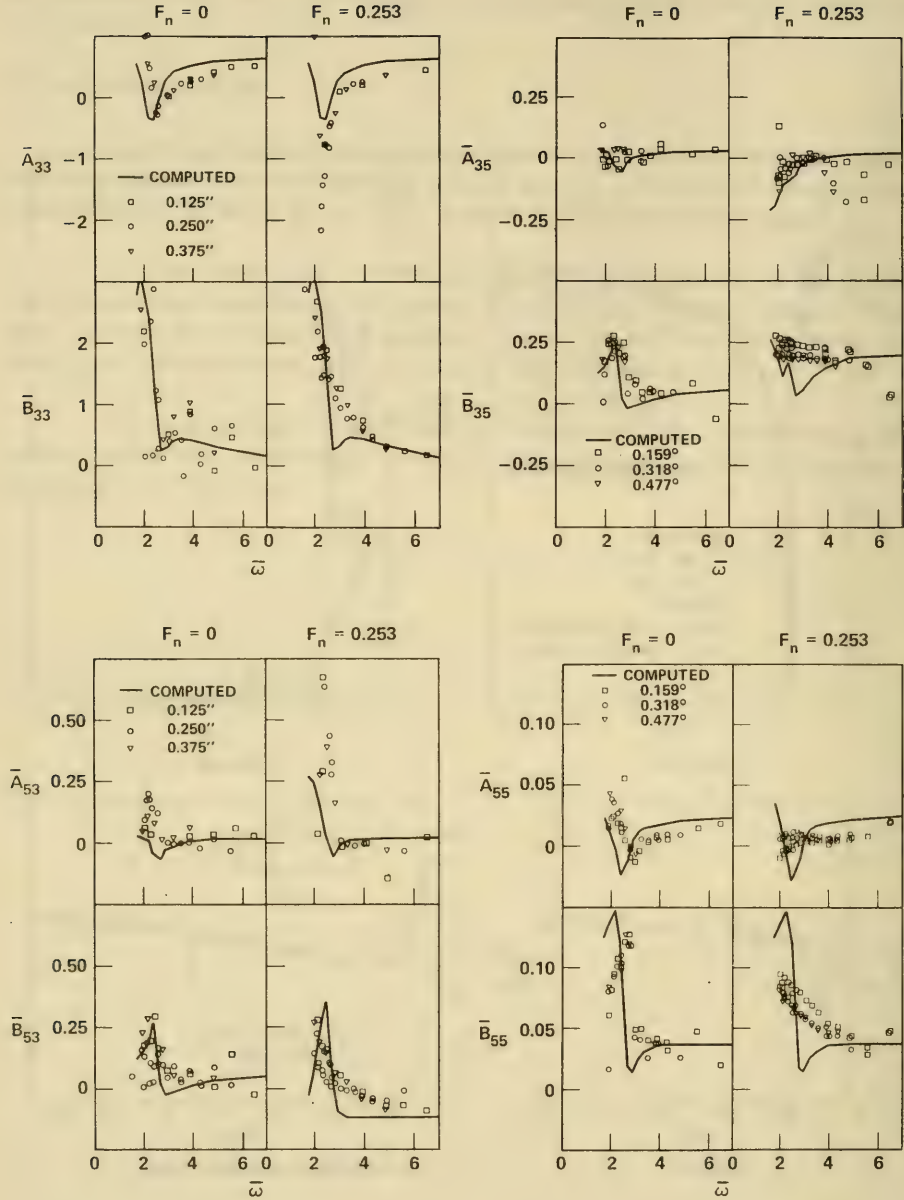 F_n = 0
F_n = 0.253
0
-1
-2
A̅_33
COMPUTED
0.125″
0.250″
0.375″
2
1
0
B̅_33
0 2 4 6 0 2 4 6
ω̅
F_n = 0
F_n = 0.253
0.25
0
-0.25
A̅_35
0.25
0
-0.25
B̅_35
COMPUTED
0.159°
0.318°
0.477°
0 2 4 6 0 2 4 6
ω̅
F_n = 0
F_n = 0.253
COMPUTED
0.125″
0.250″
0.375″
0.50
0.25
0
A̅_53
0.50
0.25
0
B̅_53
0 2 4 6 0 2 4 6
ω̅
F_n = 0
F_n = 0.253
COMPUTED
0.159°
0.318°
0.477°
0.10
0.05
0
A̅_55
0.10
0.05
0
B̅_55
0 2 4 6 0 2 4 6
ω̅